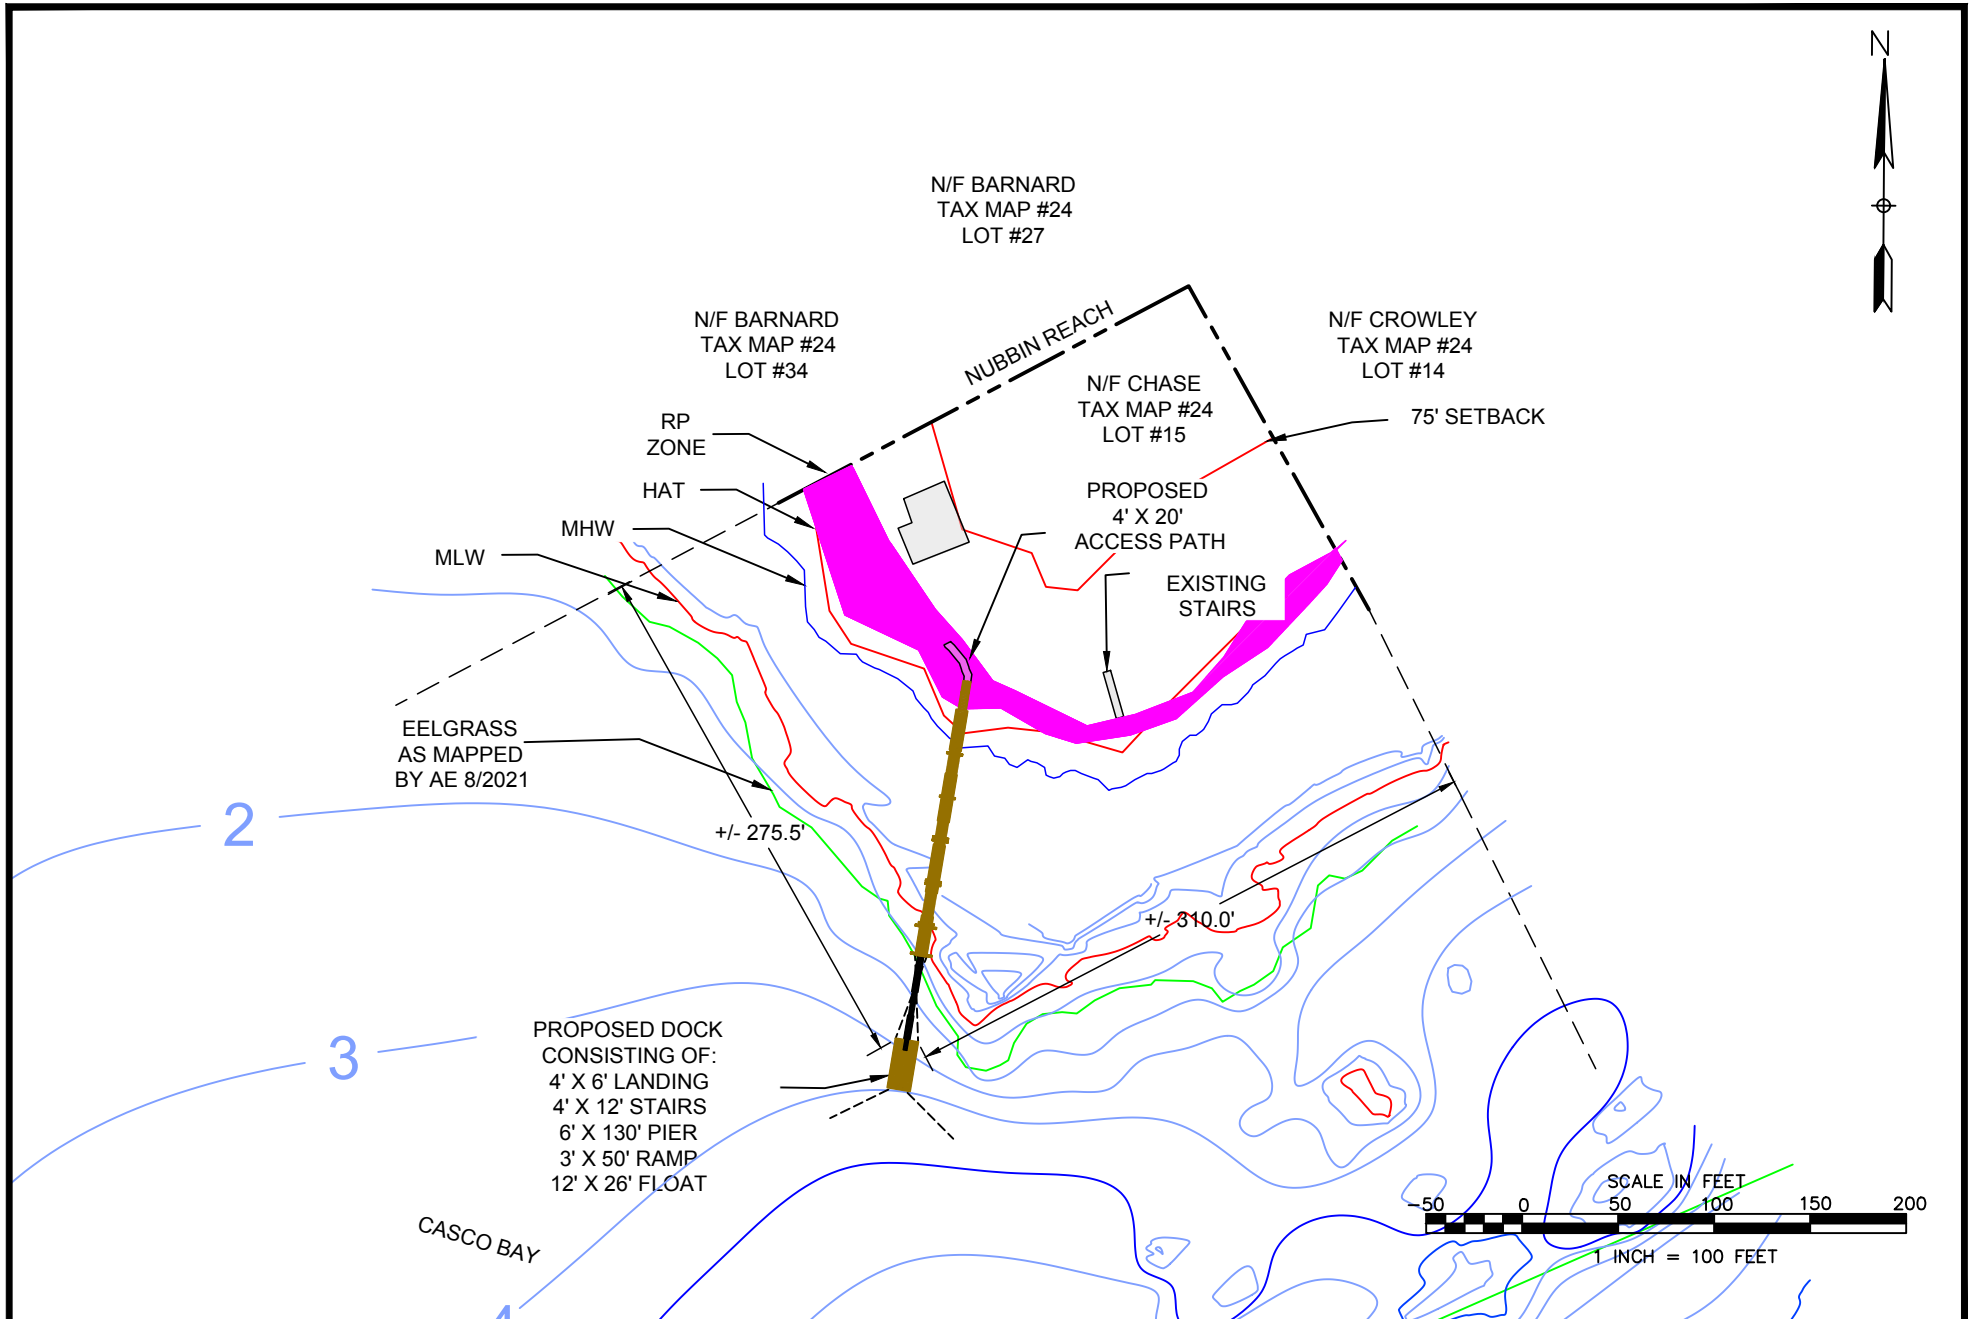 N
N/F BARNARD
TAX MAP #24
LOT #27
N/F BARNARD
TAX MAP #24
LOT #34
NUBBIN REACH
N/F CROWLEY
TAX MAP #24
LOT #14
N/F CHASE
TAX MAP #24
LOT #15
75' SETBACK
RP
ZONE
HAT
MHW
MLW
PROPOSED
4' X 20'
ACCESS PATH
EXISTING
STAIRS
EELGRASS
AS MAPPED
BY AE 8/2021
2
+/- 275.5'
+/- 310.0'
3
PROPOSED DOCK
CONSISTING OF:
4' X 6' LANDING
4' X 12' STAIRS
6' X 130' PIER
3' X 50' RAMP
12' X 26' FLOAT
CASCO BAY
4
SCALE IN FEET
-50 0 50 100 150 200
1 INCH = 100 FEET